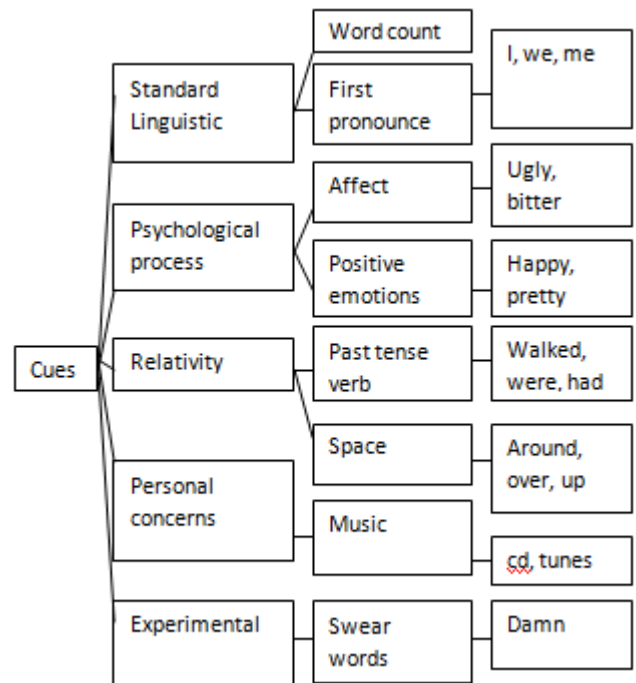 Cues
Standard
Linguistic
Word count
First
pronounce
I, we, me
Psychological
process
Affect
Ugly,
bitter
Positive
emotions
Happy,
pretty
Relativity
Past tense
verb
Walked,
were, had
Space
Around,
over, up
Personal
concerns
Music
cd, tunes
Experimental
Swear
words
Damn